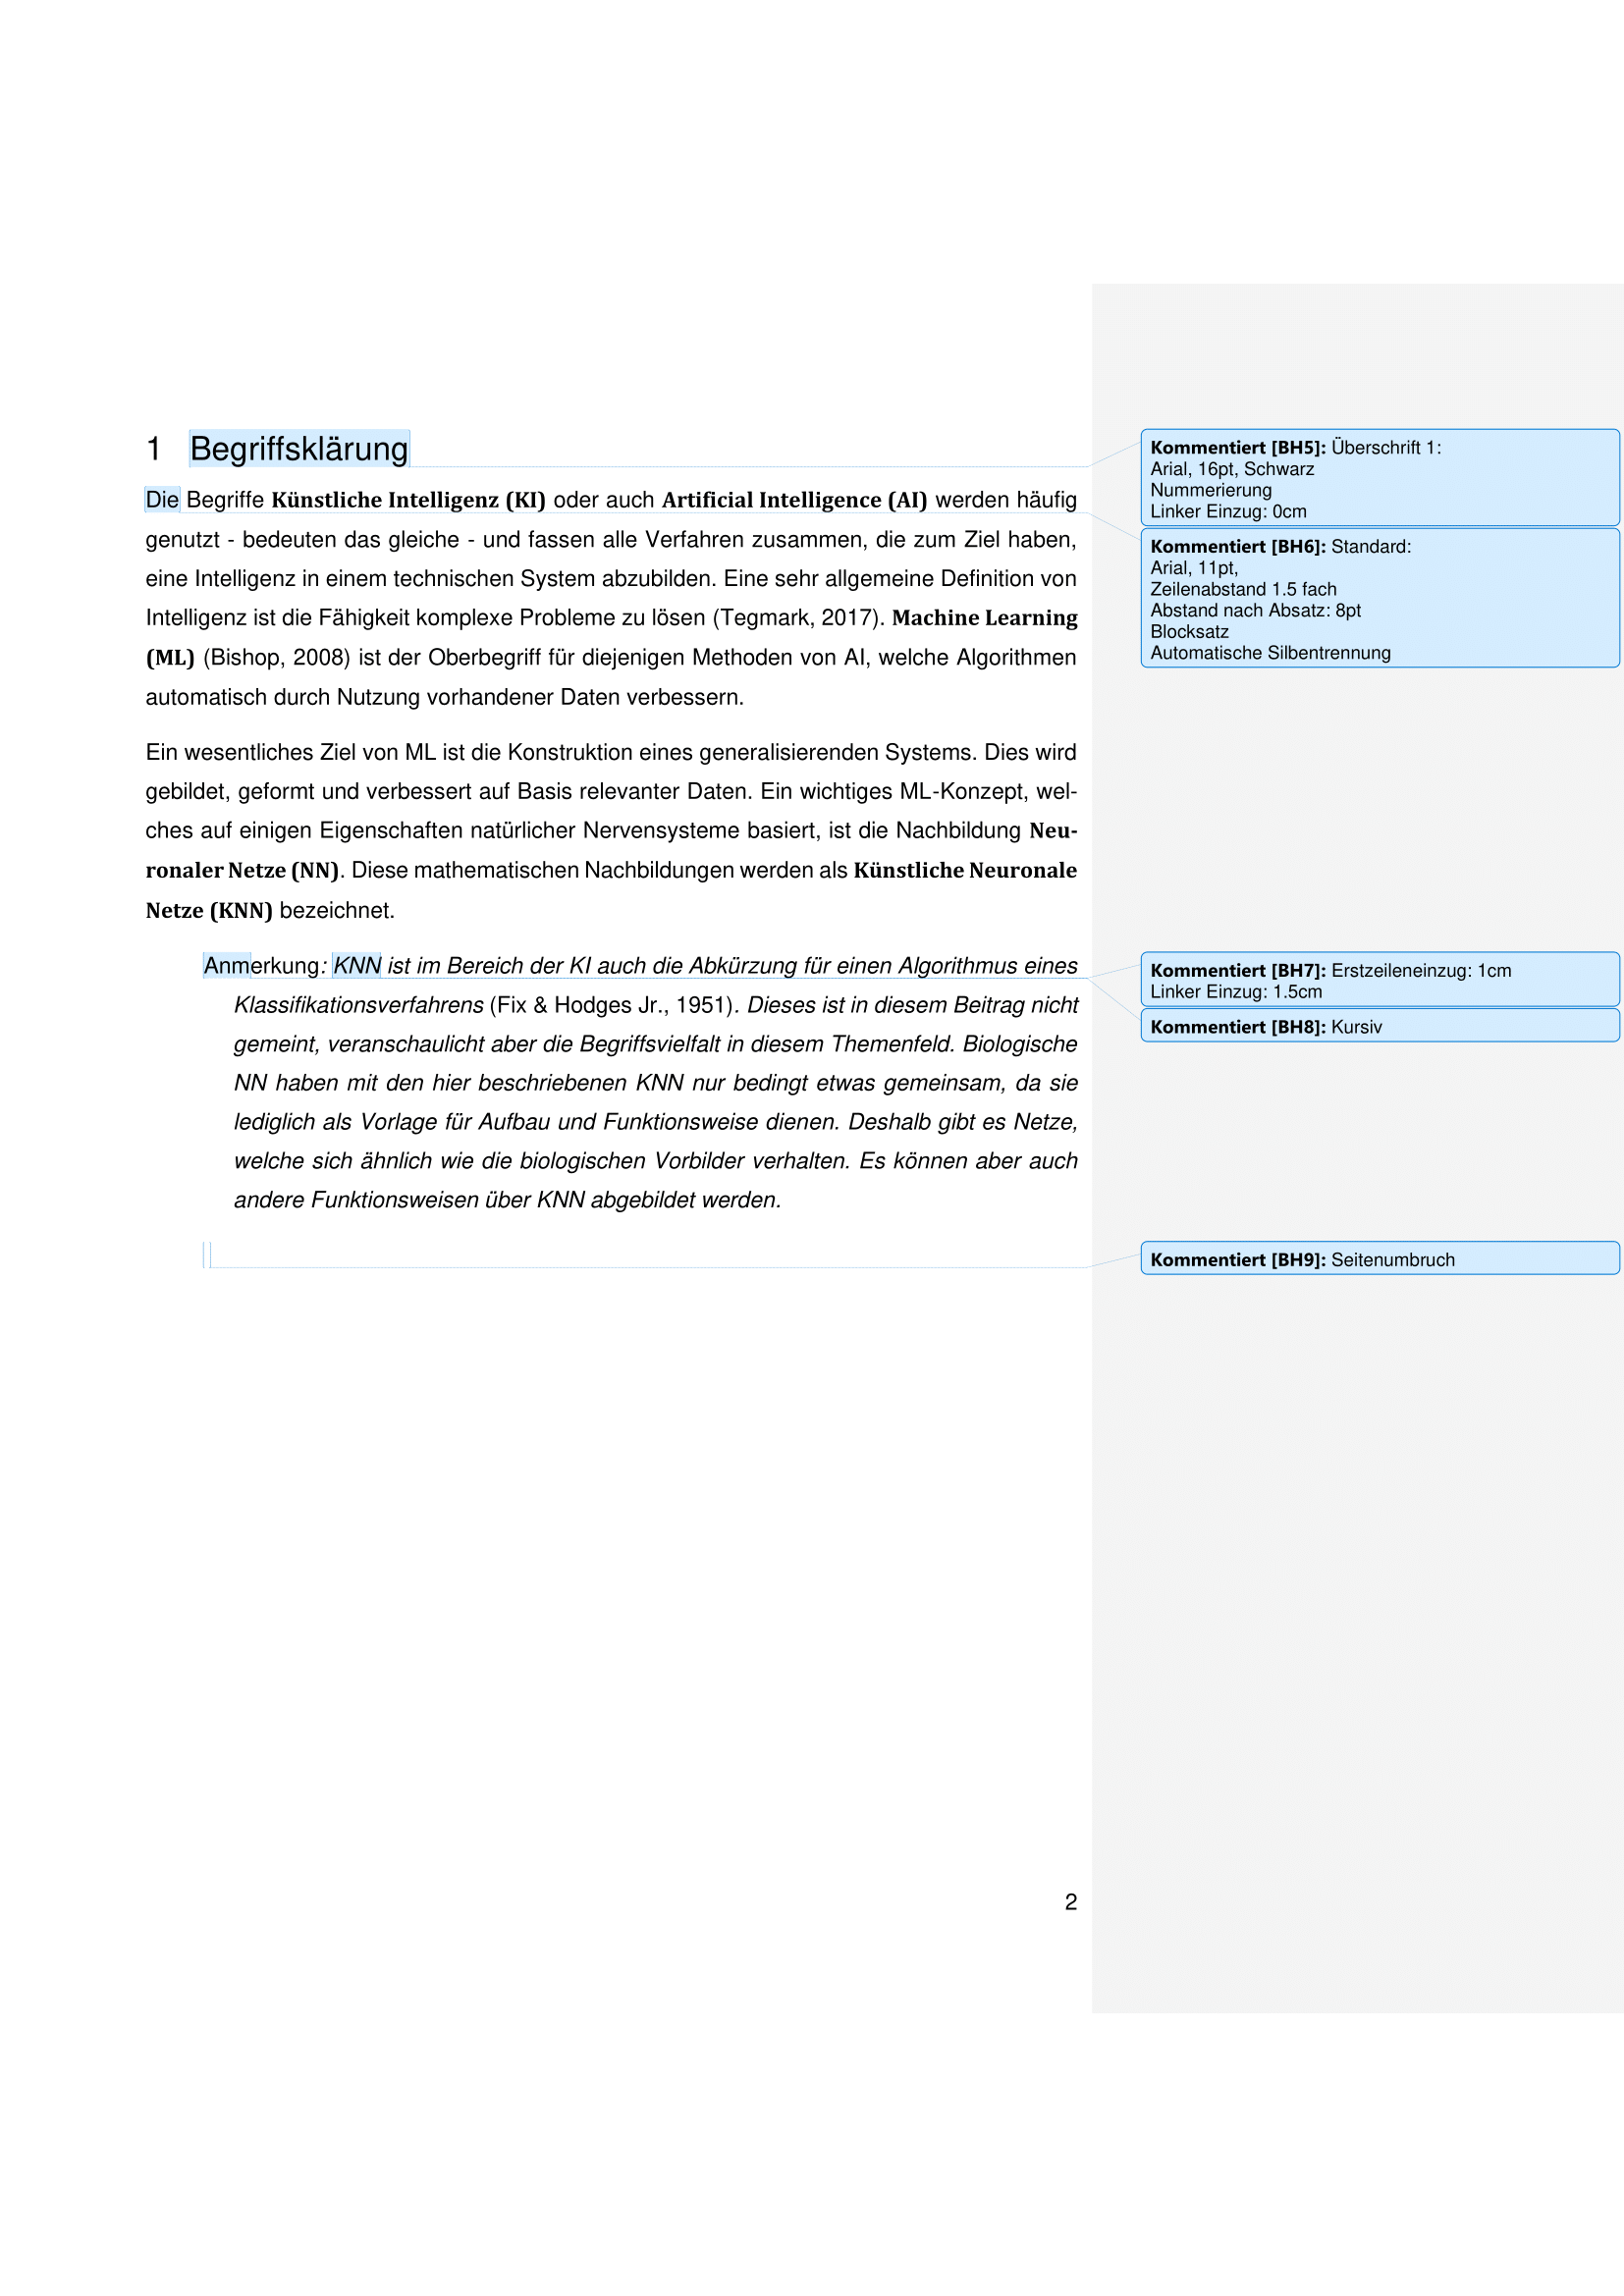 1 Begriffsklärung
Die Begriffe Künstliche Intelligenz (KI) oder auch Artificial Intelligence (AI) werden häufig
genutzt - bedeuten das gleiche - und fassen alle Verfahren zusammen, die zum Ziel haben,
eine Intelligenz in einem technischen System abzubilden. Eine sehr allgemeine Definition von
Intelligenz ist die Fähigkeit komplexe Probleme zu lösen (Tegmark, 2017). Machine Learning
(ML) (Bishop, 2008) ist der Oberbegriff für diejenigen Methoden von AI, welche Algorithmen
automatisch durch Nutzung vorhandener Daten verbessern.
Ein wesentliches Ziel von ML ist die Konstruktion eines generalisierenden Systems. Dies wird
gebildet, geformt und verbessert auf Basis relevanter Daten. Ein wichtiges ML-Konzept, wel-
ches auf einigen Eigenschaften natürlicher Nervensysteme basiert, ist die Nachbildung Neu-
ronaler Netze (NN). Diese mathematischen Nachbildungen werden als Künstliche Neuronale
Netze (KNN) bezeichnet.
Anmerkung: KNN ist im Bereich der KI auch die Abkürzung für einen Algorithmus eines
Klassifikationsverfahrens (Fix & Hodges Jr., 1951). Dieses ist in diesem Beitrag nicht
gemeint, veranschaulicht aber die Begriffsvielfalt in diesem Themenfeld. Biologische
NN haben mit den hier beschriebenen KNN nur bedingt etwas gemeinsam, da sie
lediglich als Vorlage für Aufbau und Funktionsweise dienen. Deshalb gibt es Netze,
welche sich ähnlich wie die biologischen Vorbilder verhalten. Es können aber auch
andere Funktionsweisen über KNN abgebildet werden.
2
Kommentiert [BH5]: Überschrift 1:
Arial, 16pt, Schwarz
Nummerierung
Linker Einzug: 0cm
Kommentiert [BH6]: Standard:
Arial, 11pt,
Zeilenabstand 1.5 fach
Abstand nach Absatz: 8pt
Blocksatz
Automatische Silbentrennung
Kommentiert [BH7]: Erstzeileneinzug: 1cm
Linker Einzug: 1.5cm
Kommentiert [BH8]: Kursiv
Kommentiert [BH9]: Seitenumbruch